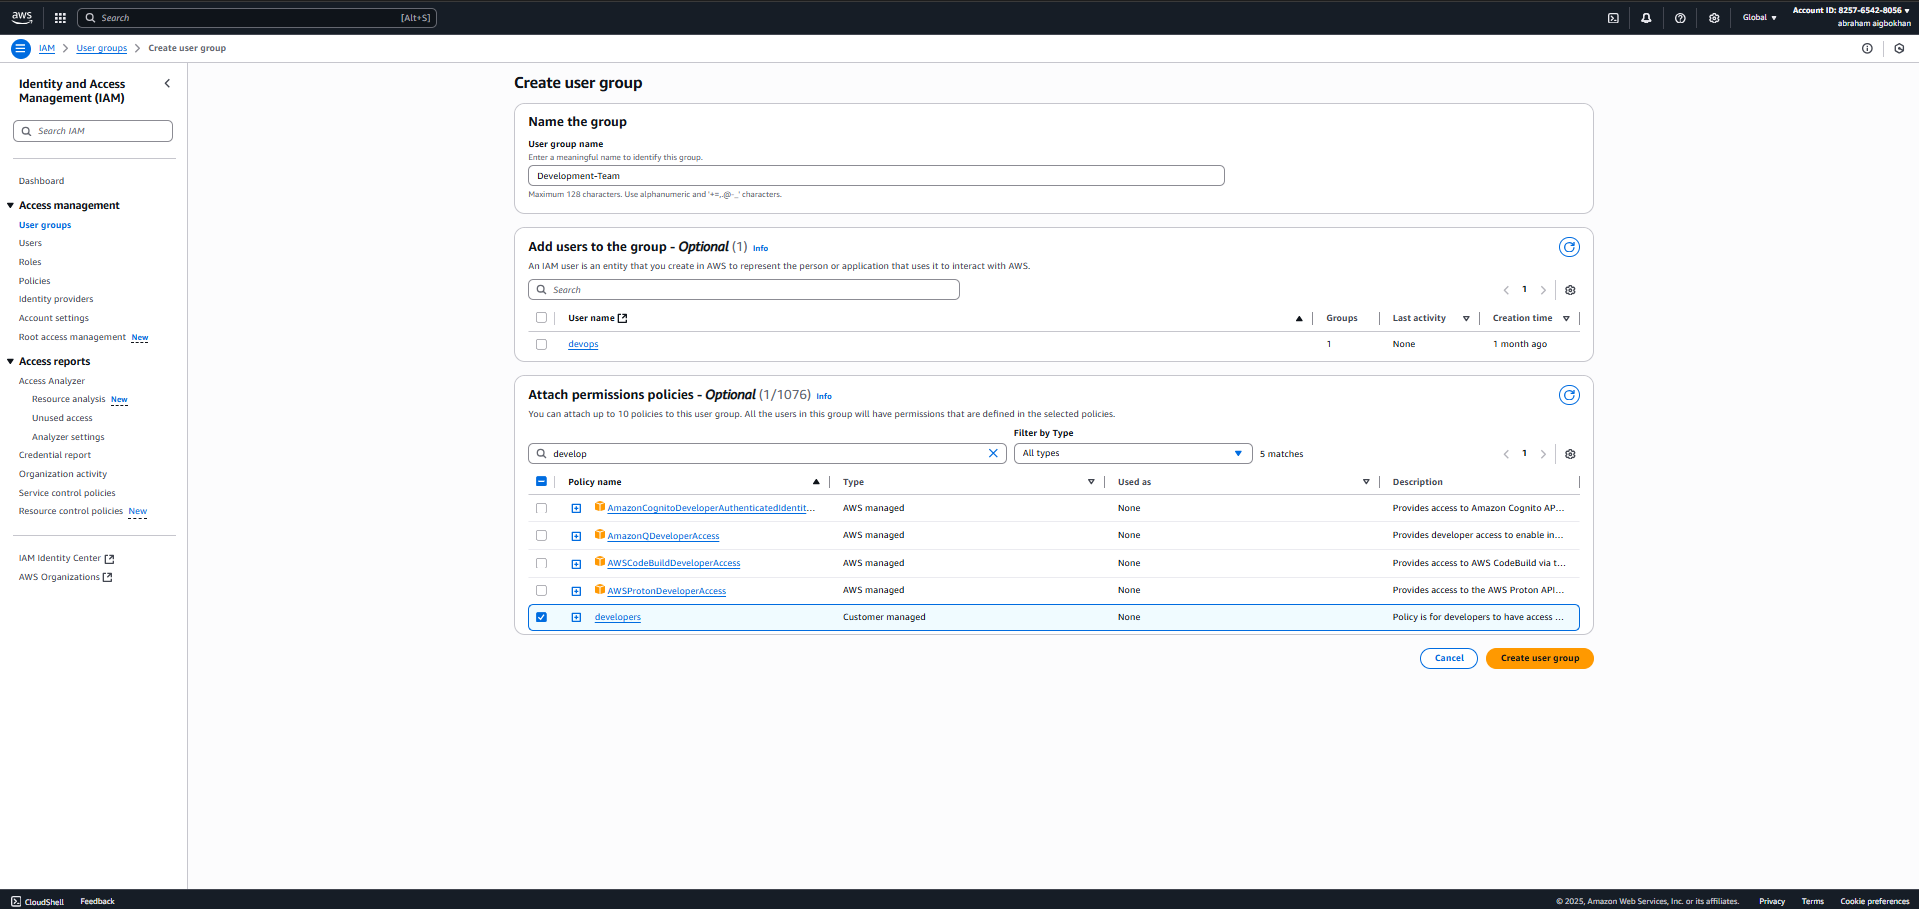 aws
Search
[Alt+S]
Global
Account ID: 8257-6542-8056
abraham aigbokhan
IAM
User groups
Create user group
Identity and Access
Management (IAM)
Search IAM
Dashboard
Access management
User groups
Users
Roles
Policies
Identity providers
Account settings
Root access management New
Access reports
Access Analyzer
Resource analysis New
Unused access
Analyzer settings
Credential report
Organization activity
Service control policies
Resource control policies New
IAM Identity Center
AWS Organizations
Create user group
Name the group
User group name
Enter a meaningful name to identify this group.
Development-Team
Maximum 128 characters. Use alphanumeric and '+=,.@-_' characters.
Add users to the group - Optional (1) Info
An IAM user is an entity that you create in AWS to represent the person or application that uses it to interact with AWS.
Search
1
User name Groups Last activity Creation time
devops 1 None 1 month ago
Attach permissions policies - Optional (1/1076) Info
You can attach up to 10 policies to this user group. All the users in this group will have permissions that are defined in the selected policies.
Filter by Type
develop All types 5 matches 1
Policy name Type Used as Description
AmazonCognitoDeveloperAuthenticatedIdentit... AWS managed None Provides access to Amazon Cognito AP...
AmazonQDeveloperAccess AWS managed None Provides developer access to enable in...
AWSCodeBuildDeveloperAccess AWS managed None Provides access to AWS CodeBuild via t...
AWSProtonDeveloperAccess AWS managed None Provides access to the AWS Proton API...
developers Customer managed None Policy is for developers to have access ...
Cancel Create user group
CloudShell Feedback © 2025, Amazon Web Services, Inc. or its affiliates. Privacy Terms Cookie preferences